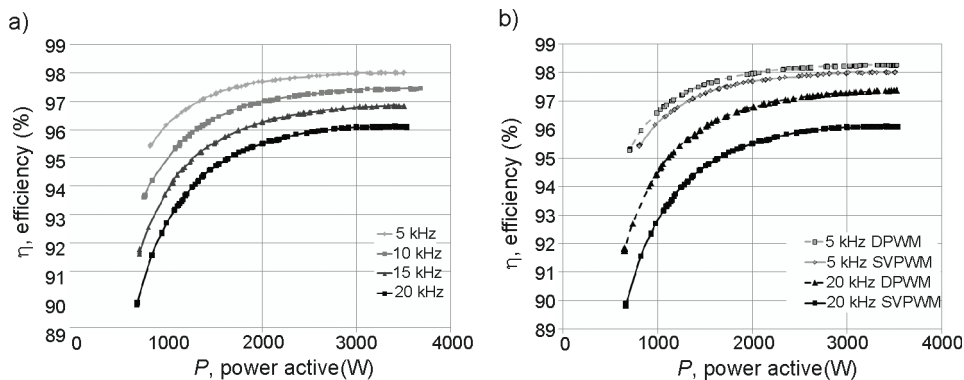 a)
99
98
97
96
95
94
93
92
91
90
89
η, efficiency (%)
0
1000
2000
3000
4000
P, power active(W)
5 kHz
10 kHz
15 kHz
20 kHz
b)
99
98
97
96
95
94
93
92
91
90
89
η, efficiency (%)
0
1000
2000
3000
4000
P, power active(W)
5 kHz DPWM
5 kHz SVPWM
20 kHz DPWM
20 kHz SVPWM